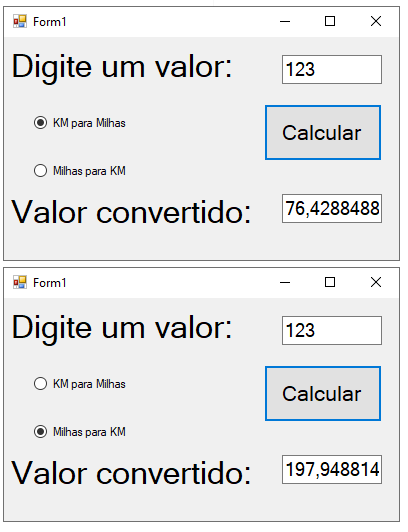 Form1
Digite um valor: 123
KM para Milhas
Calcular
Milhas para KM
Valor convertido: 76,4288488
Form1
Digite um valor: 123
KM para Milhas
Calcular
Milhas para KM
Valor convertido: 197,948814